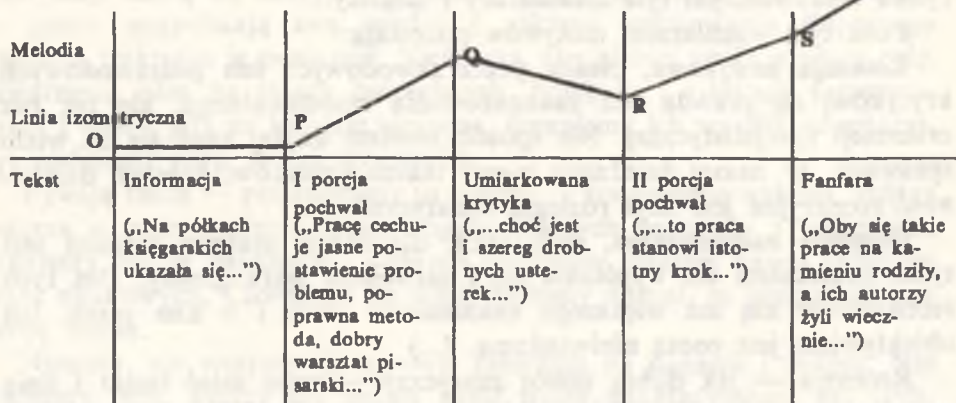 Melodia
Linia izometryczna
O
P
Q
R
S
Tekst
Informacja
(„Na półkach
księgarskich
ukazała się...”)
I porcja
pochwał
(„Pracę cechu-
je jasne po-
stawienie pro-
blemu, po-
prawna meto-
da, dobry
warsztat pi-
sarski...”)
Umiarkowana
krytyka
(„...choć jest
i szereg drob-
nych uste-
rek...”)
II porcja
pochwał
(„...to praca
stanowi isto-
tny krok...”)
Fanfara
(„Oby się takie
prace na ka-
mieniu rodziły,
a ich autorzy
żyli wiecz-
nie...”)